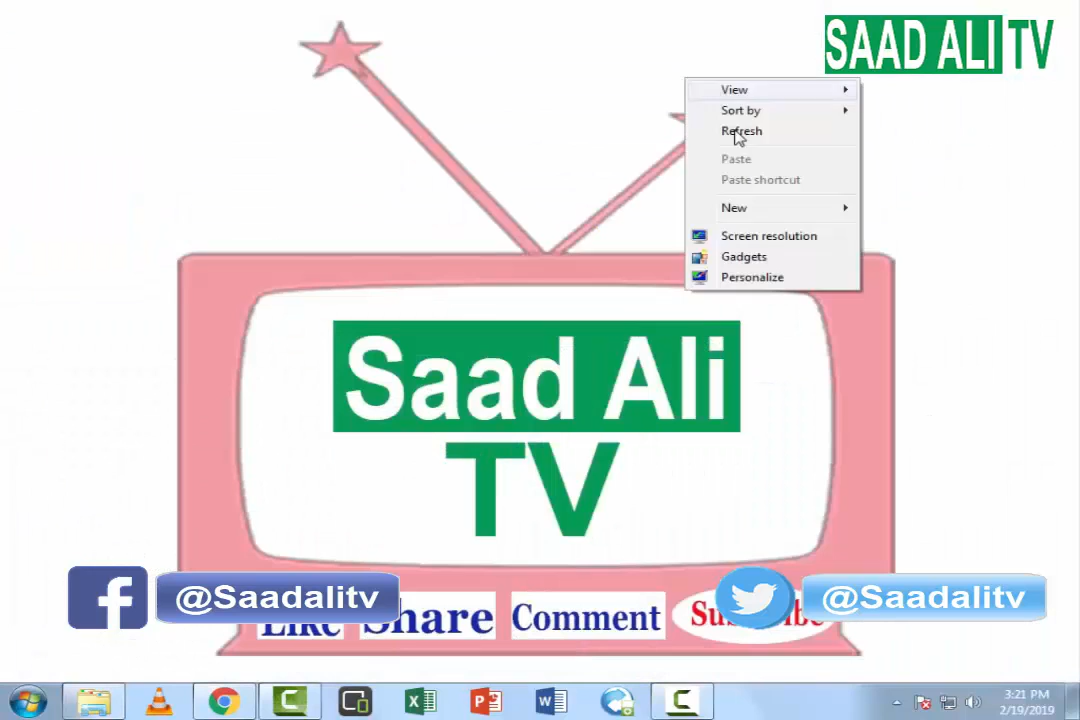 SAAD ALI TV
View
Sort by
Refresh
Paste
Paste shortcut
New
Screen resolution
Gadgets
Personalize
Saad Ali
TV
@Saadalitv
@Saadalitv
Like
Share
Comment
3:21 PM
2/19/2019